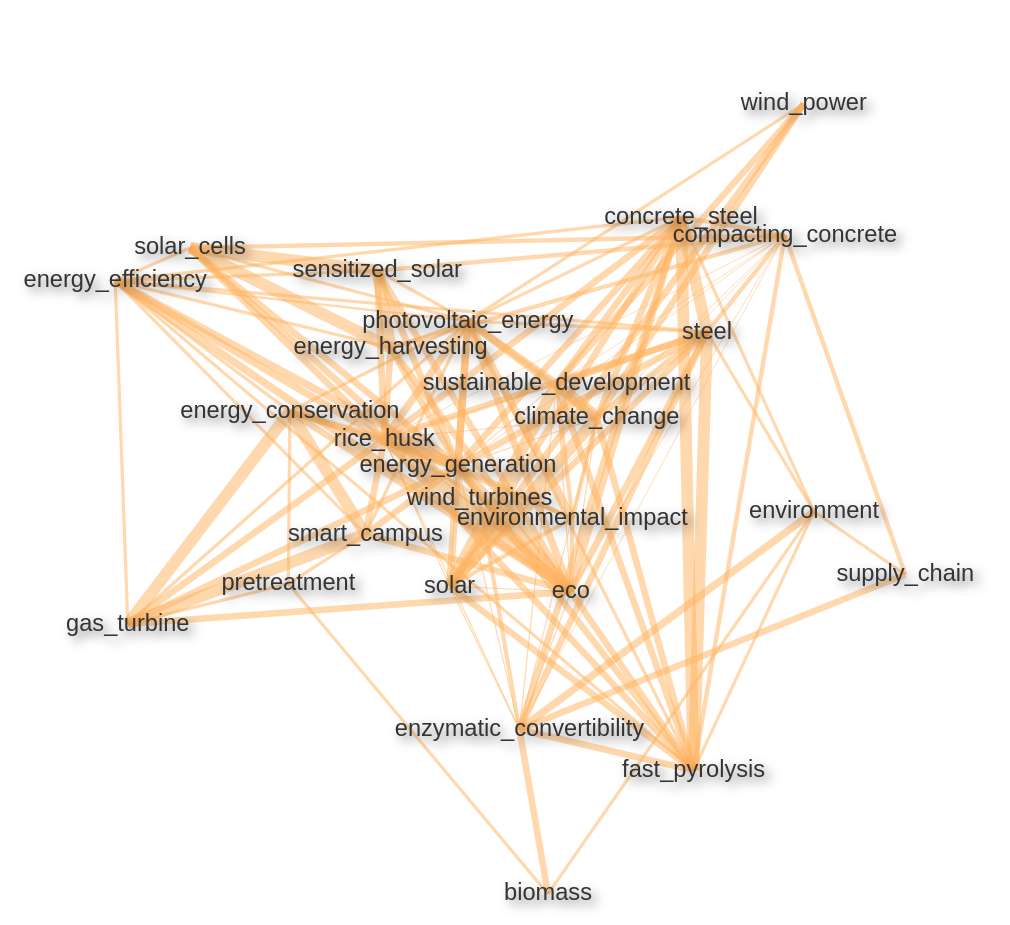 wind_power
concrete_steel
compacting_concrete
solar_cells
sensitized_solar
energy_efficiency
photovoltaic_energy
steel
energy_harvesting
sustainable_development
energy_conservation
climate_change
rice_husk
energy_generation
wind_turbines
environment
environmental_impact
smart_campus
supply_chain
pretreatment
solar
eco
gas_turbine
enzymatic_convertibility
fast_pyrolysis
biomass